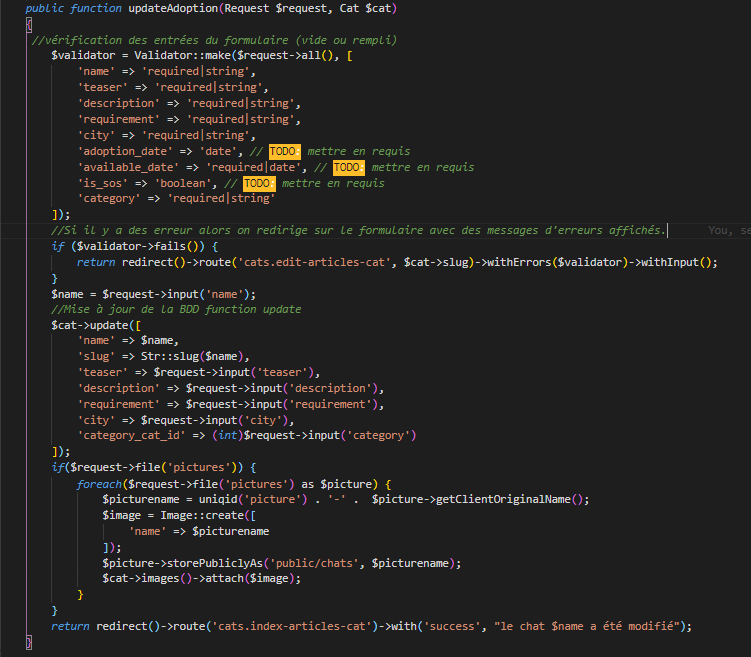 public function updateAdoption(Request $request, Cat $cat)
{
//vérification des entrées du formulaire (vide ou rempli)
$validator = Validator::make($request->all(), [
'name' => 'required|string',
'teaser' => 'required|string',
'description' => 'required|string',
'requirement' => 'required|string',
'city' => 'required|string',
'adoption_date' => 'date', // TODO: mettre en requis
'available_date' => 'required|date', // TODO: mettre en requis
'is_sos' => 'boolean', // TODO: mettre en requis
'category' => 'required|string'
]);
//Si il y a des erreur alors on redirige sur le formulaire avec des messages d'erreurs affichés. You, se
if ($validator->fails()) {
return redirect()->route('cats.edit-articles-cat', $cat->slug)->withErrors($validator)->withInput();
}
$name = $request->input('name');
//Mise à jour de la BDD function update
$cat->update([
'name' => $name,
'slug' => Str::slug($name),
'teaser' => $request->input('teaser'),
'description' => $request->input('description'),
'requirement' => $request->input('requirement'),
'city' => $request->input('city'),
'category_cat_id' => (int)$request->input('category')
]);
if($request->file('pictures')) {
foreach($request->file('pictures') as $picture) {
$picturename = uniqid('picture') . '-' .  $picture->getClientOriginalName();
$image = Image::create([
'name' => $picturename
]);
$picture->storePubliclyAs('public/chats', $picturename);
$cat->images()->attach($image);
}
}
return redirect()->route('cats.index-articles-cat')->with('success', "le chat $name a été modifié");
}